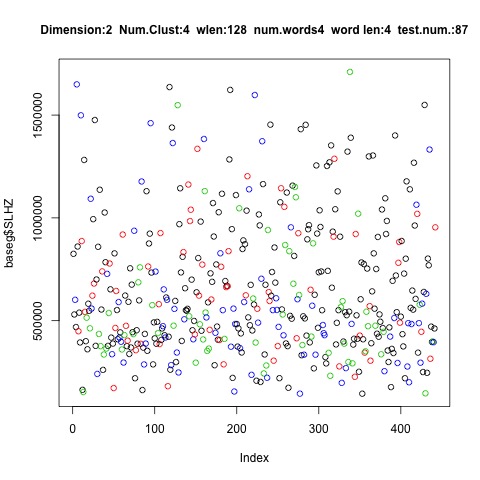 Dimension:2 Num.Clust:4 wlen:128 num.words4 word len:4 test.num.:87
1500000
1000000
500000
baseg$SLHZ
0 100 200 300 400
Index